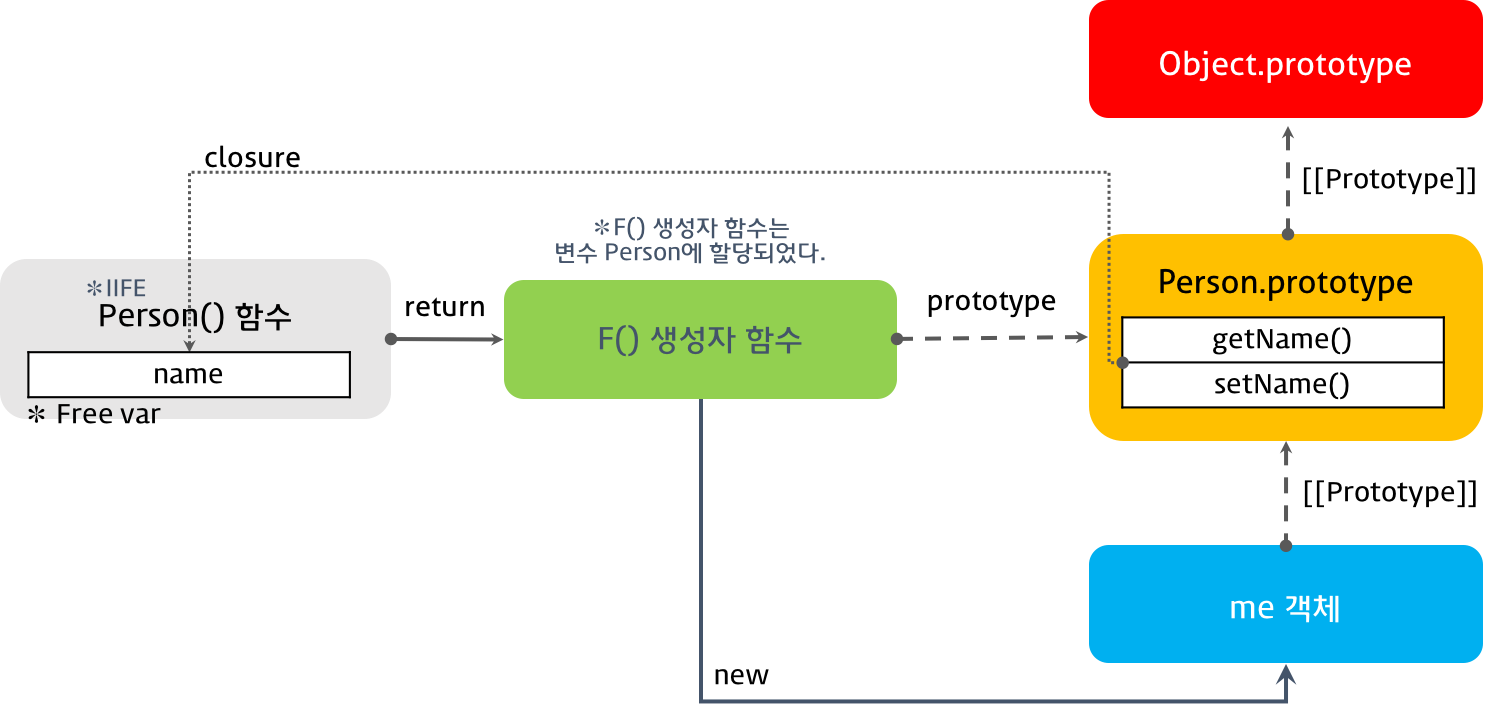 Object.prototype
closure
[[Prototype]]
✻F() 생성자 함수는
변수 Person에 할당되었다.
✻IIFE
Person() 함수
return
F() 생성자 함수
prototype
Person.prototype
getName()
setName()
name
✻ Free var
[[Prototype]]
me 객체
new